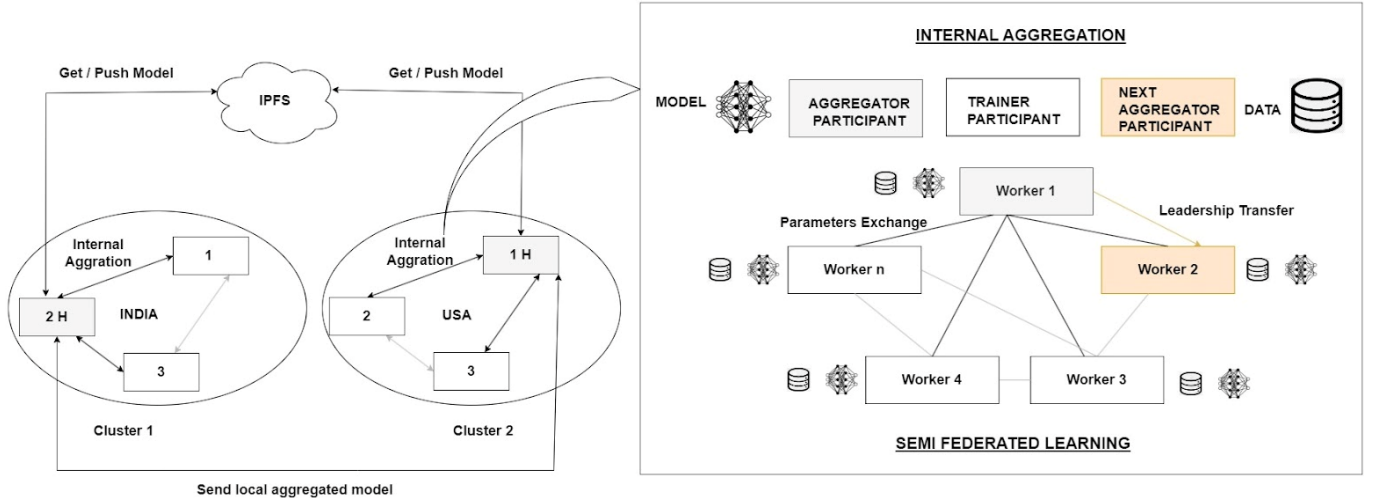 Get / Push Model
Get / Push Model
IPFS
Internal
Aggration
1
2 H
INDIA
3
Cluster 1
Internal
Aggration
1 H
2
USA
3
Cluster 2
Send local aggregated model
INTERNAL AGGREGATION
MODEL
AGGREGATOR
PARTICIPANT
TRAINER
PARTICIPANT
NEXT
AGGREGATOR
PARTICIPANT
DATA
Worker 1
Parameters Exchange
Leadership Transfer
Worker n
Worker 2
Worker 4
Worker 3
SEMI FEDERATED LEARNING